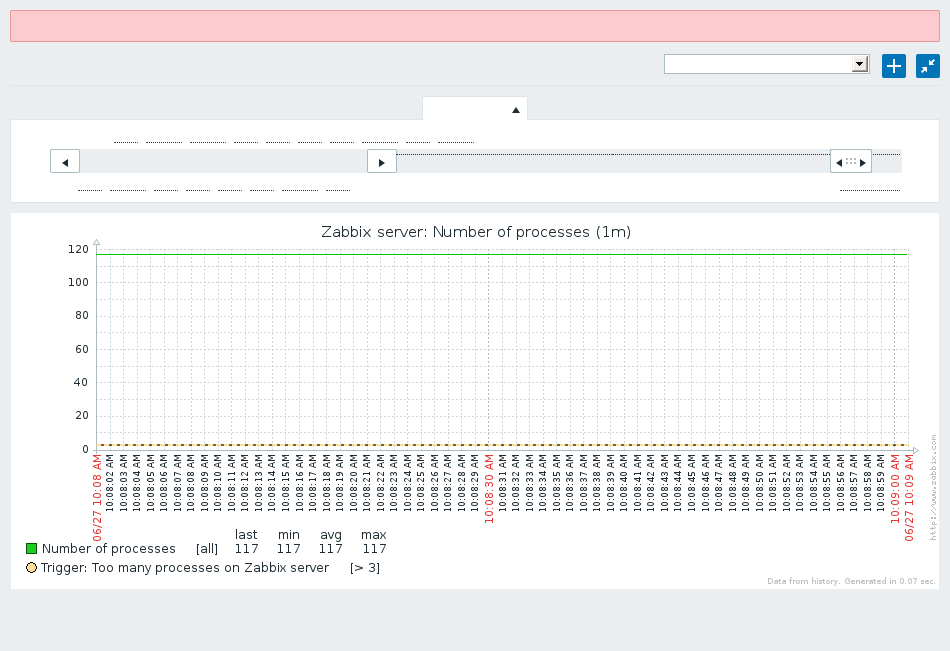 Zabbix server: Number of processes (1m)
120
100
80
60
40
20
0
06/27 10:08 AM
10:08:02 AM
10:08:03 AM
10:08:04 AM
10:08:05 AM
10:08:06 AM
10:08:07 AM
10:08:08 AM
10:08:09 AM
10:08:10 AM
10:08:11 AM
10:08:12 AM
10:08:13 AM
10:08:14 AM
10:08:15 AM
10:08:16 AM
10:08:17 AM
10:08:18 AM
10:08:19 AM
10:08:20 AM
10:08:21 AM
10:08:22 AM
10:08:23 AM
10:08:24 AM
10:08:25 AM
10:08:26 AM
10:08:27 AM
10:08:28 AM
10:08:29 AM
10:08:30 AM
10:08:31 AM
10:08:32 AM
10:08:33 AM
10:08:34 AM
10:08:35 AM
10:08:36 AM
10:08:37 AM
10:08:38 AM
10:08:39 AM
10:08:40 AM
10:08:41 AM
10:08:42 AM
10:08:43 AM
10:08:44 AM
10:08:45 AM
10:08:46 AM
10:08:47 AM
10:08:48 AM
10:08:49 AM
10:08:50 AM
10:08:51 AM
10:08:52 AM
10:08:53 AM
10:08:54 AM
10:08:55 AM
10:08:56 AM
10:08:57 AM
10:08:58 AM
10:08:59 AM
10:09:00 AM
06/27 10:09 AM
http://www.zabbix.com
last min avg max
Number of processes [all] 117 117 117 117
Trigger: Too many processes on Zabbix server [> 3]
Data from history. Generated in 0.07 sec.